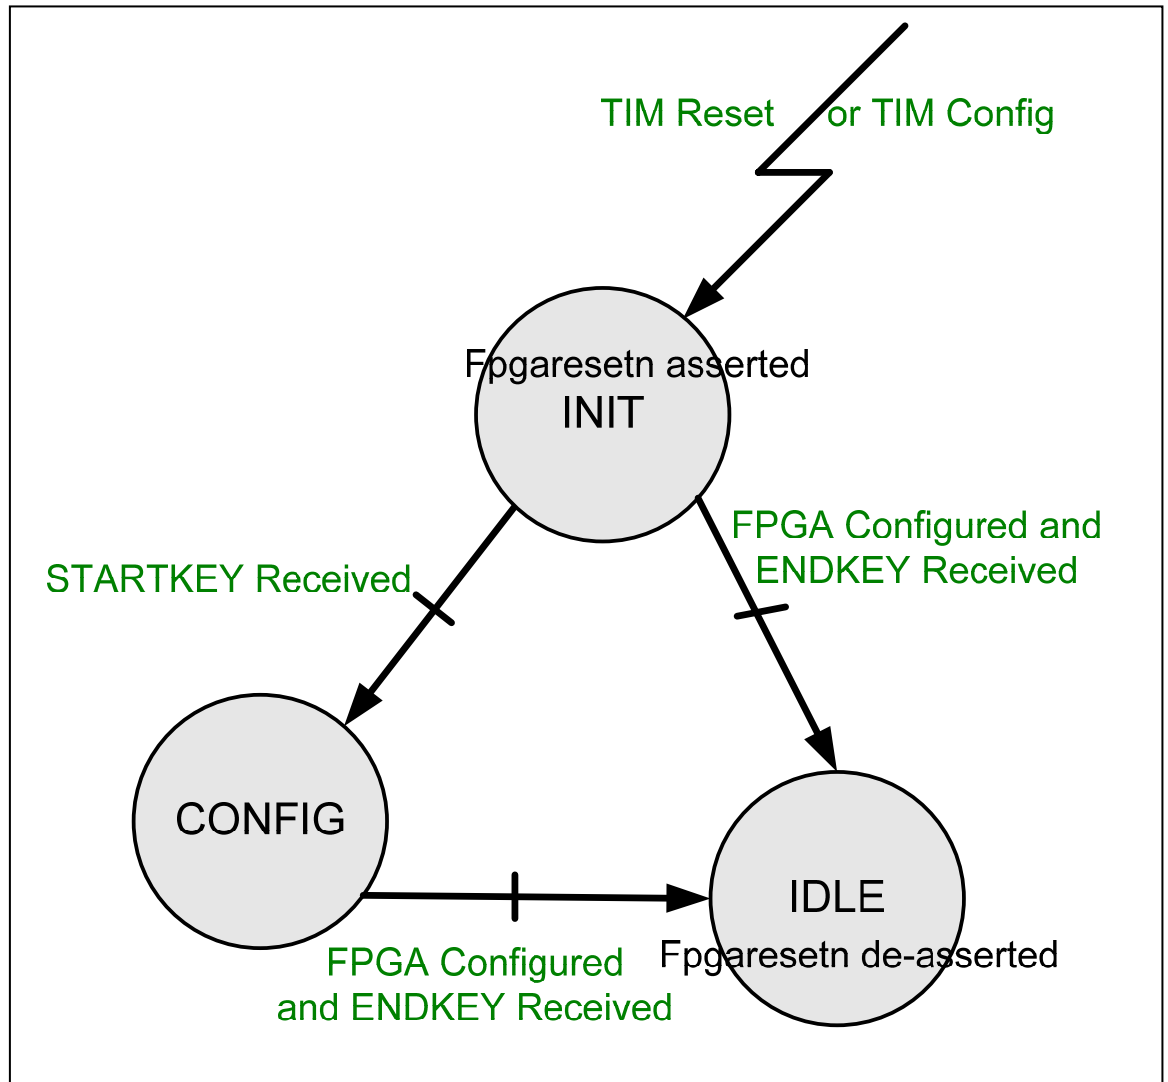 TIM Reset or TIM Config
Fpgaresetn asserted
INIT
FPGA Configured and
ENDKEY Received
STARTKEY Received
CONFIG
IDLE
Fpgaresetn de-asserted
FPGA Configured
and ENDKEY Received